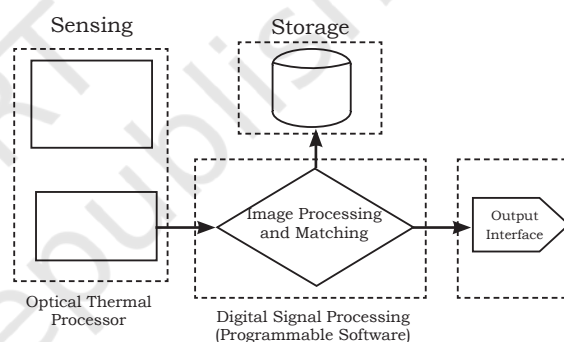 Sensing
Storage
Image Processing
and Matching
Output
Interface
Optical Thermal
Processor
Digital Signal Processing
(Programmable Software)